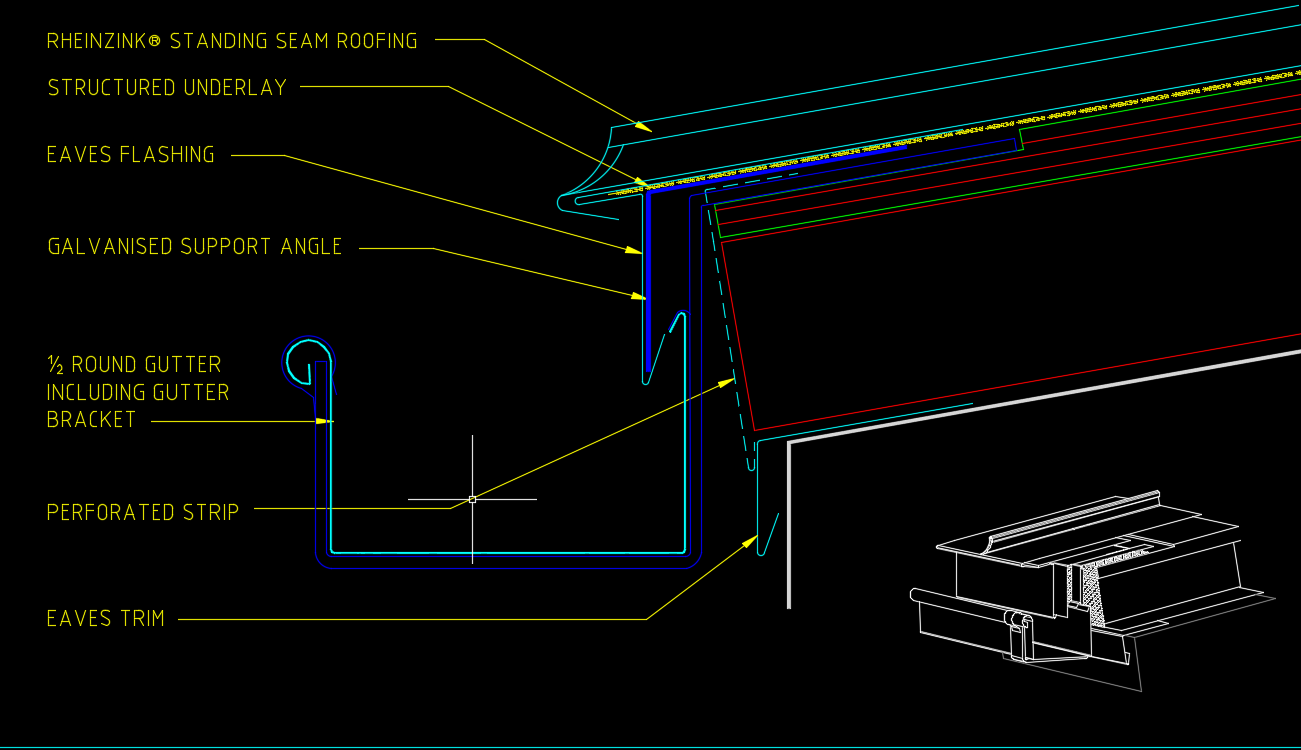 RHEINZINK® STANDING SEAM ROOFING
STRUCTURED UNDERLAY
EAVES FLASHING
GALVANISED SUPPORT ANGLE
½ ROUND GUTTER
INCLUDING GUTTER
BRACKET
PERFORATED STRIP
EAVES TRIM